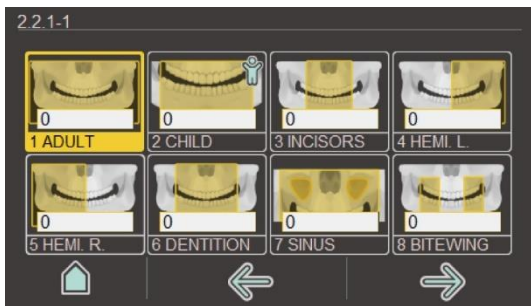 2.2.1-1
0 0 0 0
1 ADULT 2 CHILD 3 INCISORS 4 HEMI. L.
0 0 0 0
5 HEMI. R. 6 DENTITION 7 SINUS 8 BITEWING